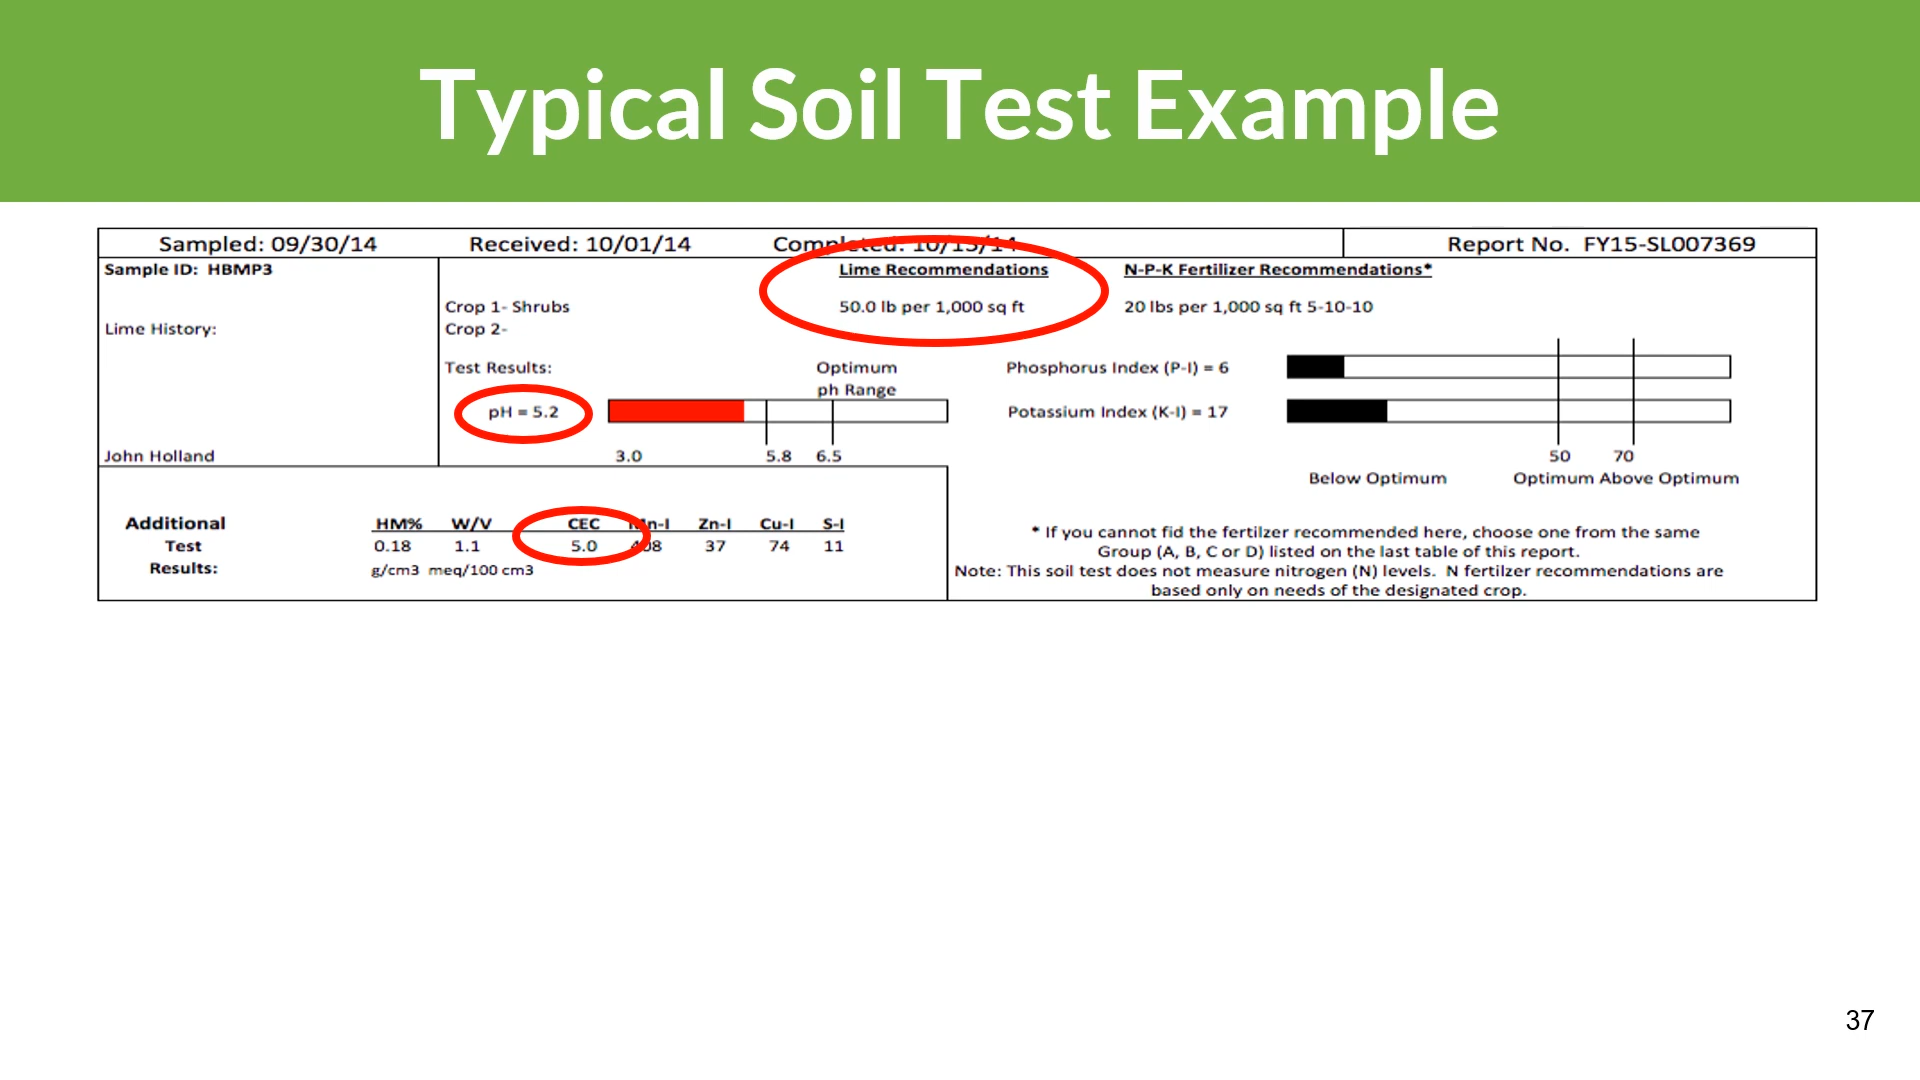 Typical Soil Test Example
Sampled: 09/30/14 Received: 10/01/14 Completed: 10/15/14 Report No. FY15-SL007369
Sample ID: HBMP3 Lime Recommendations N-P-K Fertilizer Recommendations*
Crop 1- Shrubs 50.0 lb per 1,000 sq ft 20 lbs per 1,000 sq ft 5-10-10
Lime History: Crop 2-
Test Results: Optimum Phosphorus Index (P-I) = 6
ph Range
pH = 5.2 Potassium Index (K-I) = 17
John Holland 3.0 5.8 6.5 50 70
Below Optimum Optimum Above Optimum
Additional HM% W/V CEC Mn-I Zn-I Cu-I S-I
Test 0.18 1.1 5.0 408 37 74 11
Results: g/cm3 meq/100 cm3
* If you cannot fid the fertilzer recommended here, choose one from the same
Group (A, B, C or D) listed on the last table of this report.
Note: This soil test does not measure nitrogen (N) levels. N fertilzer recommendations are
based only on needs of the designated crop.
37